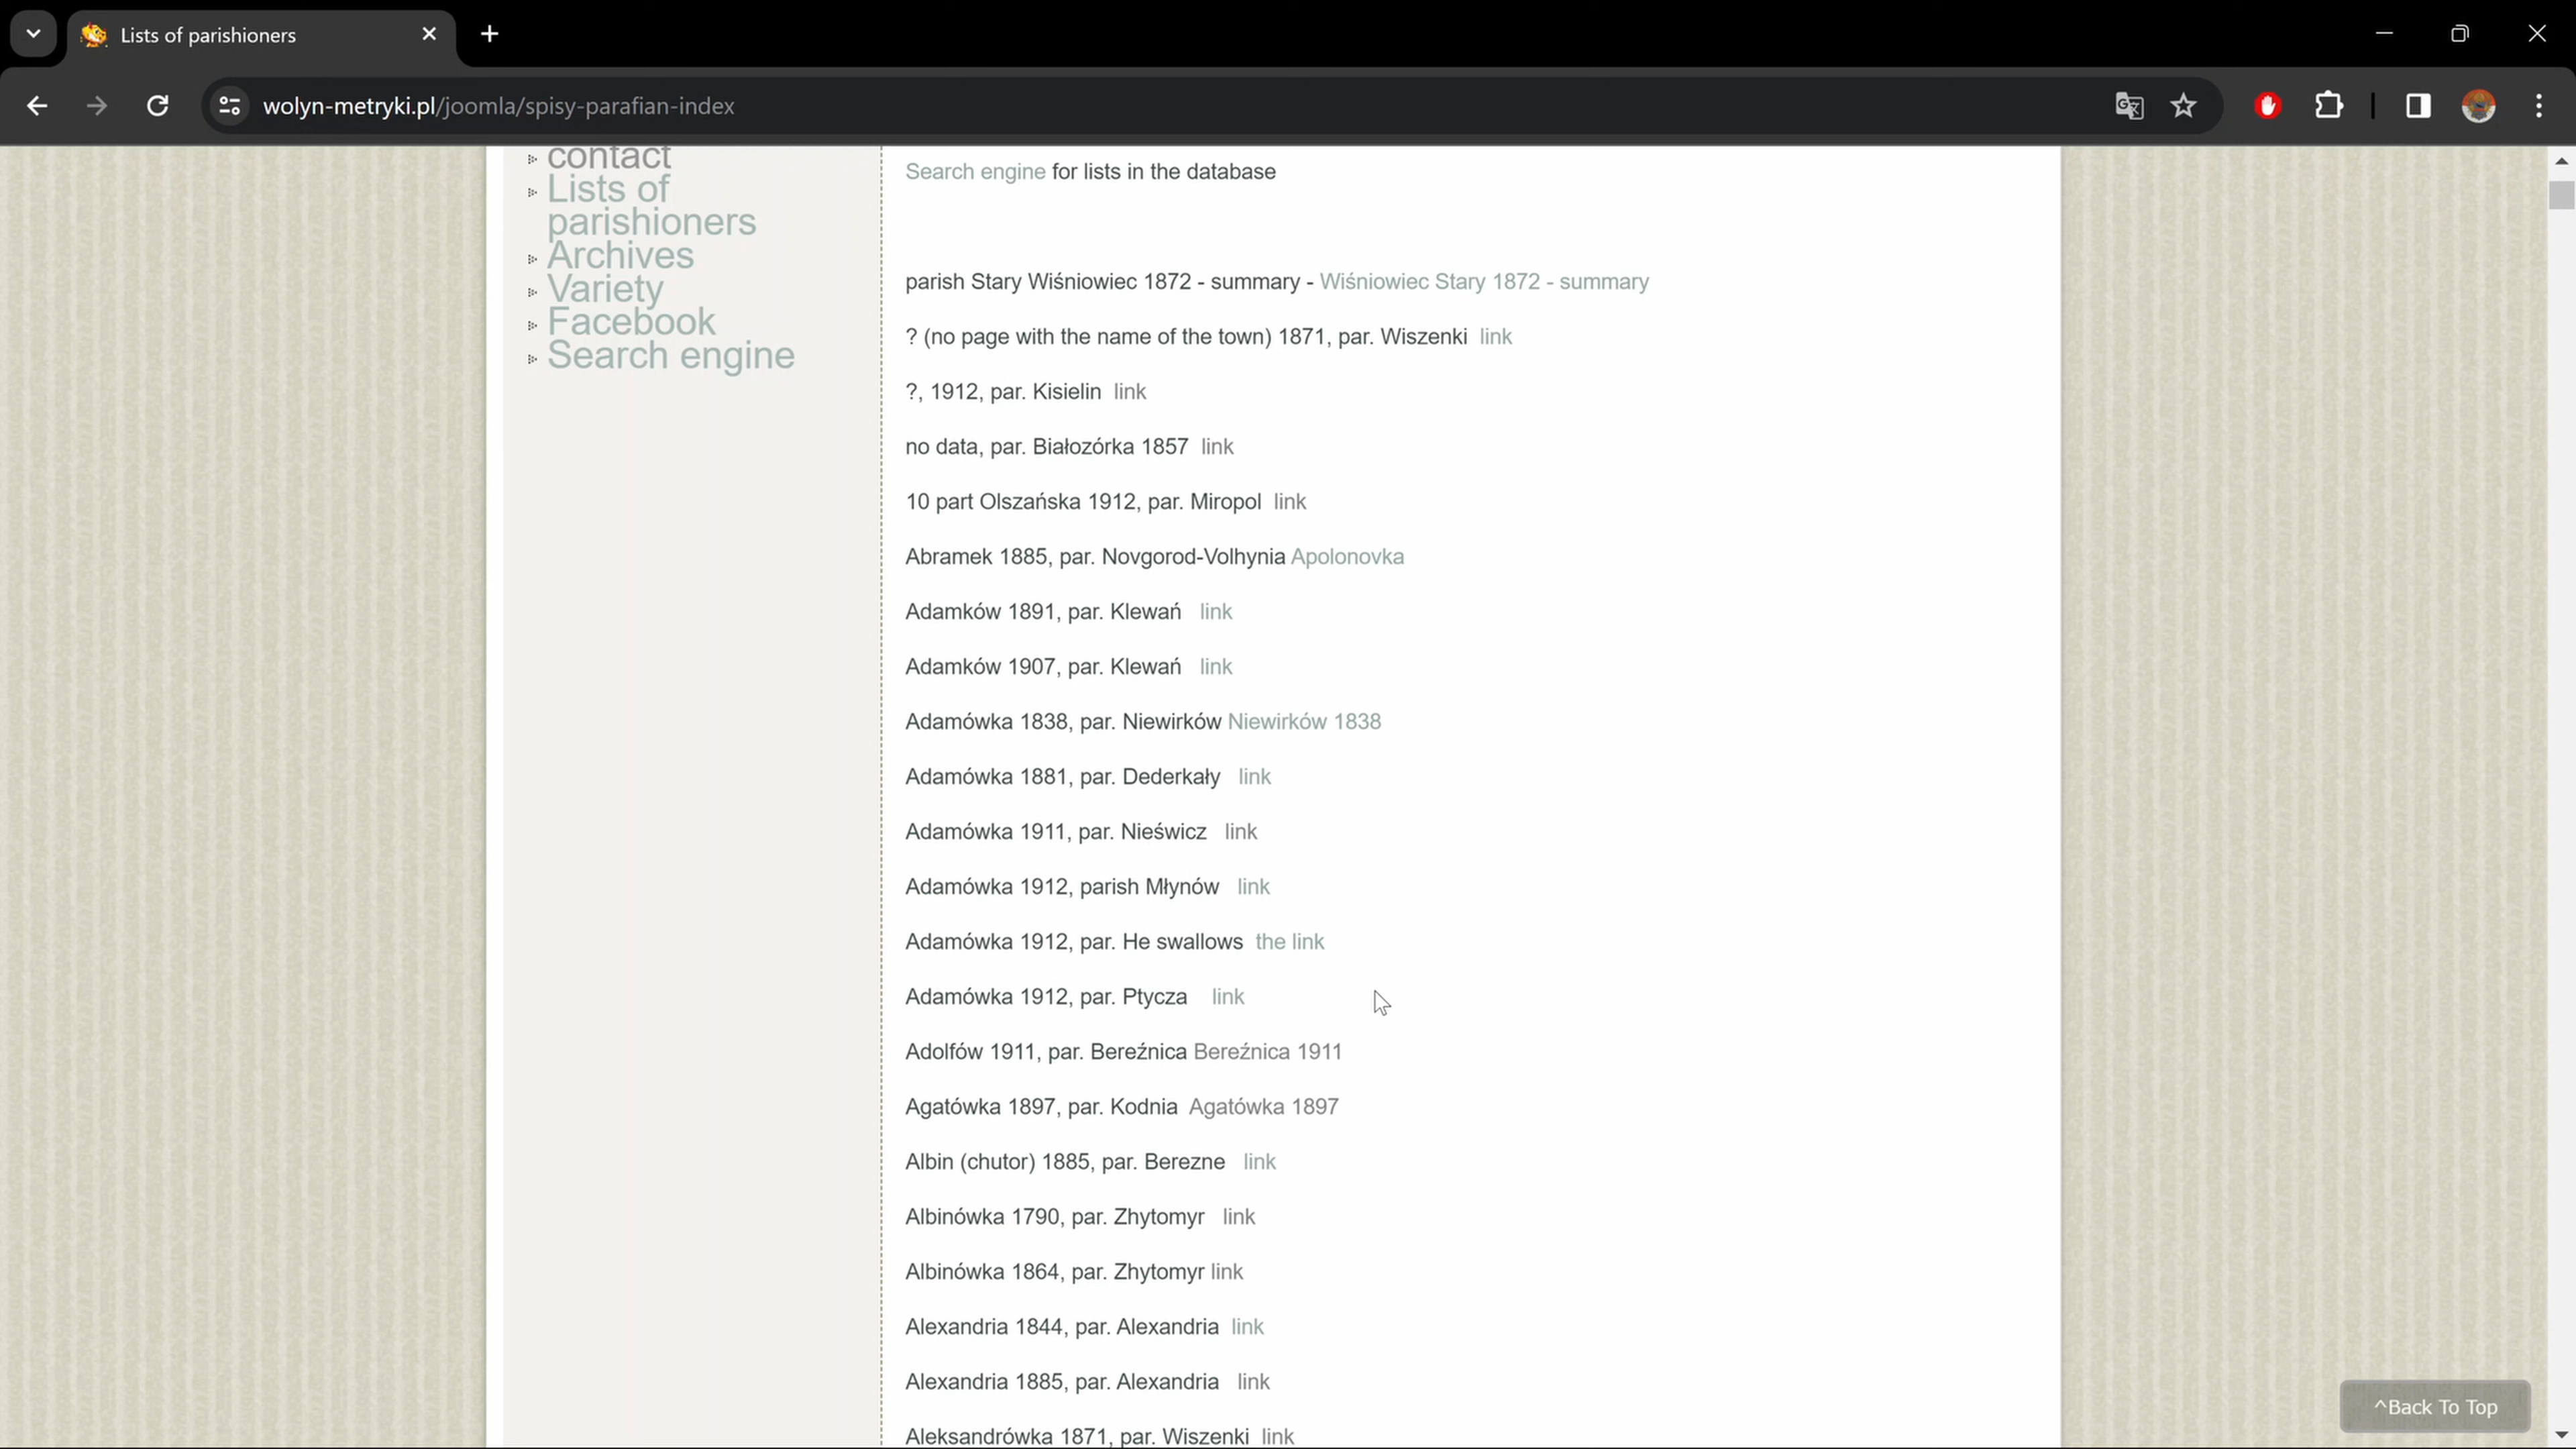 Lists of parishioners
wolyn-metryki.pl/joomla/spisy-parafian-index
contact
Lists of
parishioners
Archives
Variety
Facebook
Search engine
Search engine for lists in the database
parish Stary Wiśniowiec 1872 - summary - Wiśniowiec Stary 1872 - summary
? (no page with the name of the town) 1871, par. Wiszenki link
?, 1912, par. Kisielin link
no data, par. Białozórka 1857 link
10 part Olszańska 1912, par. Miropol link
Abramek 1885, par. Novgorod-Volhynia Apolonovka
Adamków 1891, par. Klewań link
Adamków 1907, par. Klewań link
Adamówka 1838, par. Niewirków Niewirków 1838
Adamówka 1881, par. Dederkały link
Adamówka 1911, par. Nieświcz link
Adamówka 1912, parish Młynów link
Adamówka 1912, par. He swallows the link
Adamówka 1912, par. Ptycza link
Adolfów 1911, par. Bereźnica Bereźnica 1911
Agatówka 1897, par. Kodnia Agatówka 1897
Albin (chutor) 1885, par. Berezne link
Albinówka 1790, par. Zhytomyr link
Albinówka 1864, par. Zhytomyr link
Alexandria 1844, par. Alexandria link
Alexandria 1885, par. Alexandria link
Aleksandrówka 1871, par. Wiszenki link
^Back To Top